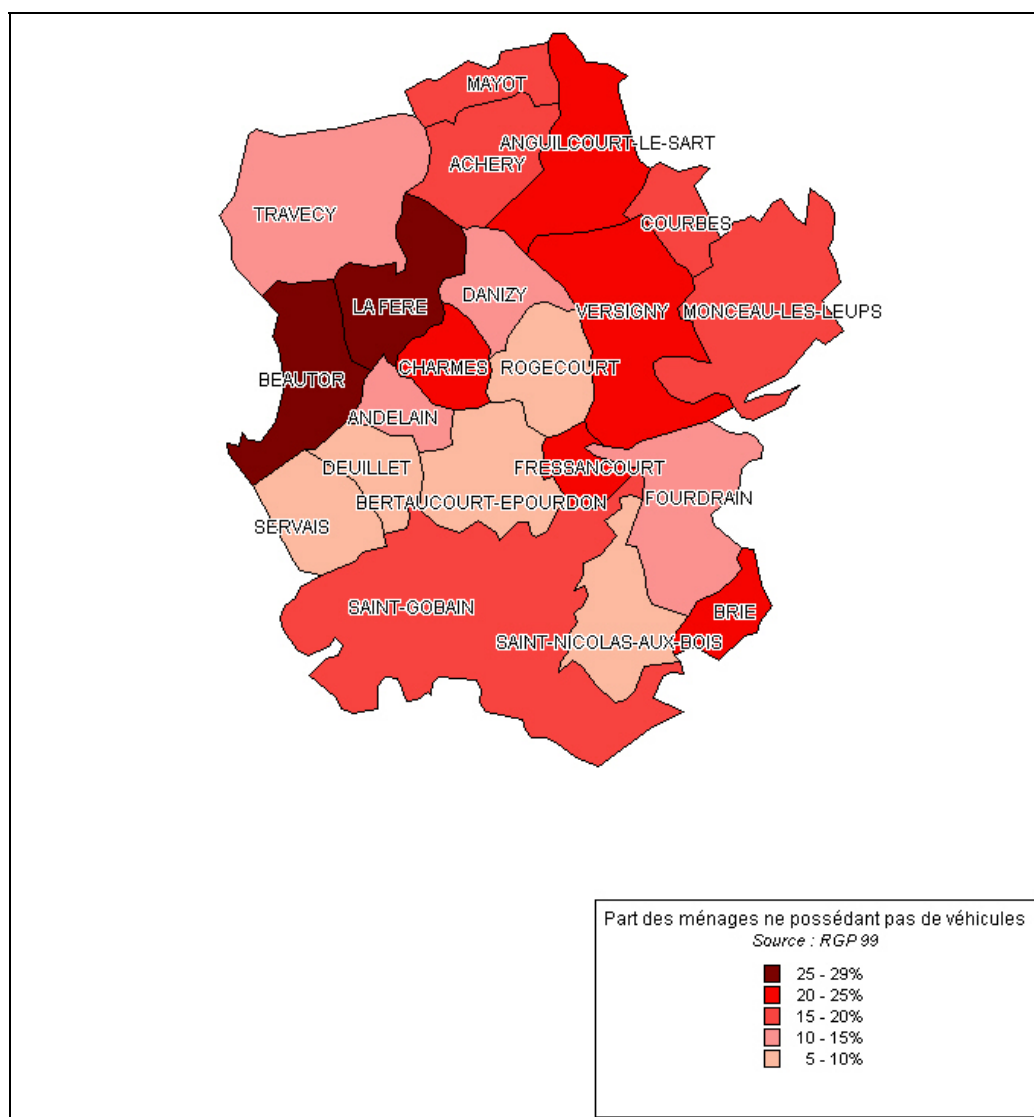 MAYOT
ANGUILCOURT-LE-SART
ACHERY
TRAVECY
COURBES
DANIZY
LA FERE
VERSIGNY
MONCEAU-LES-LEUPS
CHARMES
ROGECOURT
BEAUTOR
ANDELAIN
DEUILLET
FRESSANCOURT
BERTAUCOURT-EPOURDON
FOURDRAIN
SERVAIS
SAINT-GOBAIN
BRIE
SAINT-NICOLAS-AUX-BOIS
Part des ménages ne possédant pas de véhicules
Source : RGP 99
25 - 29%
20 - 25%
15 - 20%
10 - 15%
5 - 10%